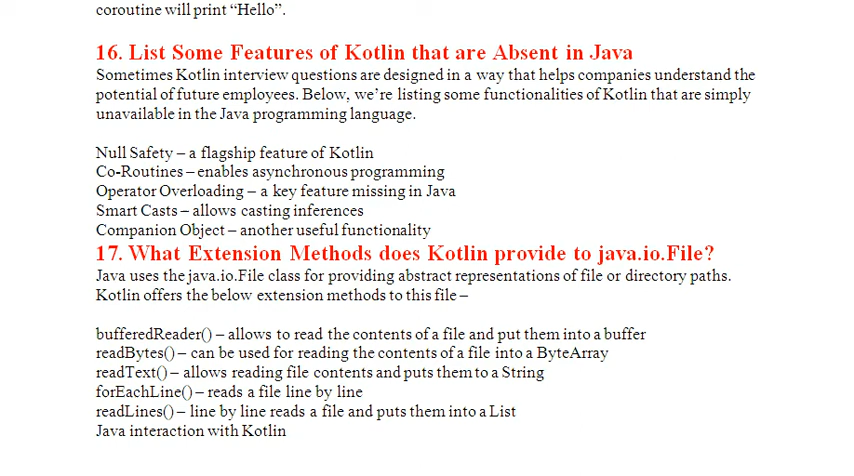 coroutine will print “Hello”.
16. List Some Features of Kotlin that are Absent in Java
Sometimes Kotlin interview questions are designed in a way that helps companies understand the
potential of future employees. Below, we’re listing some functionalities of Kotlin that are simply
unavailable in the Java programming language.
Null Safety – a flagship feature of Kotlin
Co-Routines – enables asynchronous programming
Operator Overloading – a key feature missing in Java
Smart Casts – allows casting inferences
Companion Object – another useful functionality
17. What Extension Methods does Kotlin provide to java.io.File?
Java uses the java.io.File class for providing abstract representations of file or directory paths.
Kotlin offers the below extension methods to this file –
bufferedReader() – allows to read the contents of a file and put them into a buffer
readBytes() – can be used for reading the contents of a file into a ByteArray
readText() – allows reading file contents and puts them to a String
forEachLine() – reads a file line by line
readLines() – line by line reads a file and puts them into a List
Java interaction with Kotlin